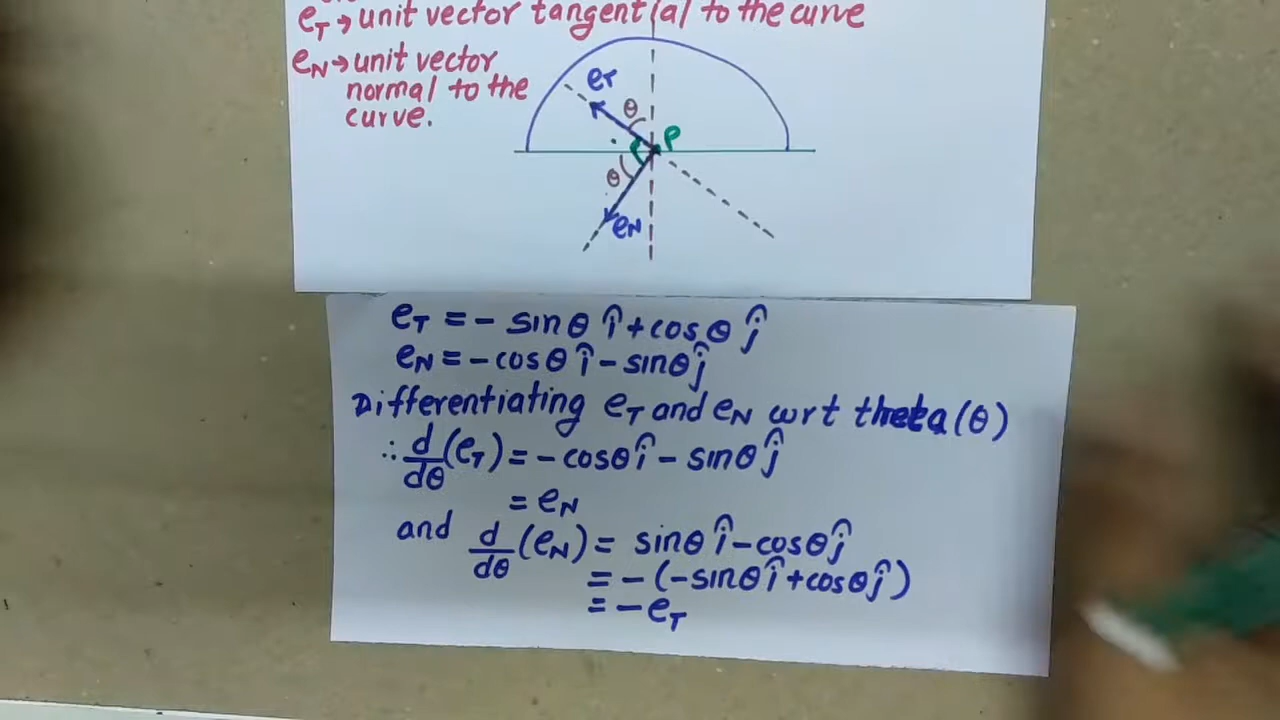 eT → unit vector tangential to the curve
eN → unit vector
normal to the
curve.
eT
θ
P
θ
eN
eT = - sinθ î + cosθ ĵ
eN = - cosθ î - sinθ ĵ
Differentiating eT and eN wrt theta (θ)
∴ d/dθ (eT) = - cosθ î - sinθ ĵ
= eN
and d/dθ (eN) = sinθ î - cosθ ĵ
= - (- sinθ î + cosθ ĵ)
= - eT